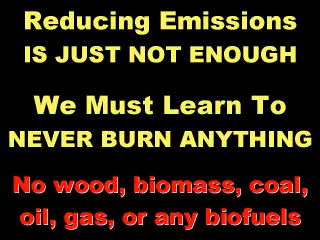 Reducing Emissions
IS JUST NOT ENOUGH
We Must Learn To
NEVER BURN ANYTHING
No wood, biomass, coal,
oil, gas, or any biofuels